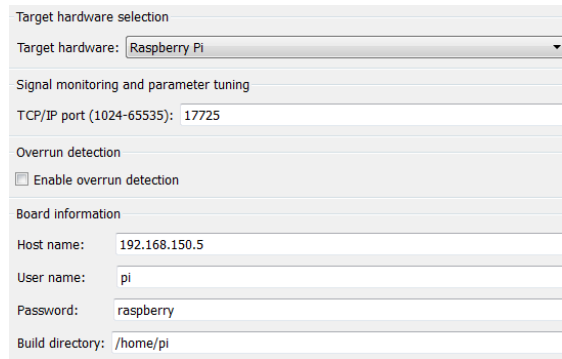 Target hardware selection
Target hardware: Raspberry Pi
Signal monitoring and parameter tuning
TCP/IP port (1024-65535): 17725
Overrun detection
Enable overrun detection
Board information
Host name: 192.168.150.5
User name: pi
Password: raspberry
Build directory: /home/pi